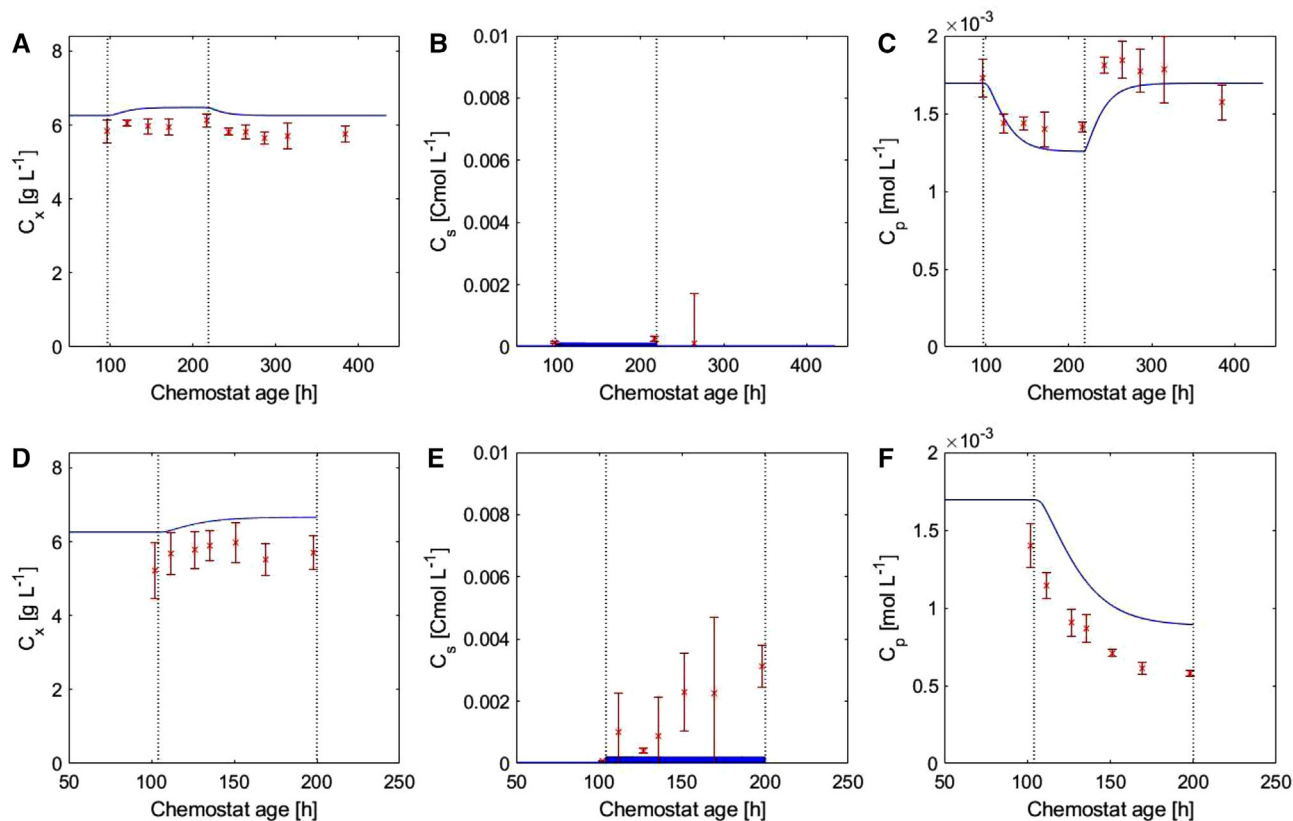 A
C_x [g L^-1]
8
6
4
2
0
100 200 300 400
Chemostat age [h]
B
C_s [Cmol L^-1]
0.01
0.008
0.006
0.004
0.002
0
100 200 300 400
Chemostat age [h]
C
×10^-3
C_p [mol L^-1]
2
1.5
1
0.5
0
100 200 300 400
Chemostat age [h]
D
C_x [g L^-1]
8
6
4
2
0
50 100 150 200 250
Chemostat age [h]
E
C_s [Cmol L^-1]
0.01
0.008
0.006
0.004
0.002
0
50 100 150 200 250
Chemostat age [h]
F
×10^-3
C_p [mol L^-1]
2
1.5
1
0.5
0
50 100 150 200 250
Chemostat age [h]